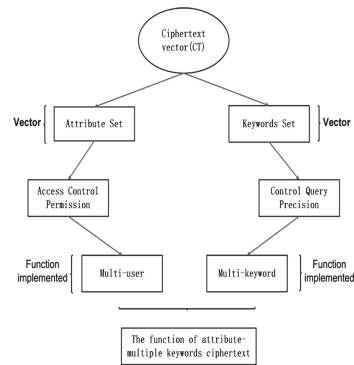 Ciphertext
vector(CT)
Vector
Attribute Set
Keywords Set
Vector
Access Control
Permission
Control Query
Precision
Function
implemented
Multi-user
Multi-keyword
Function
implemented
The function of attribute-
multiple keywords ciphertext